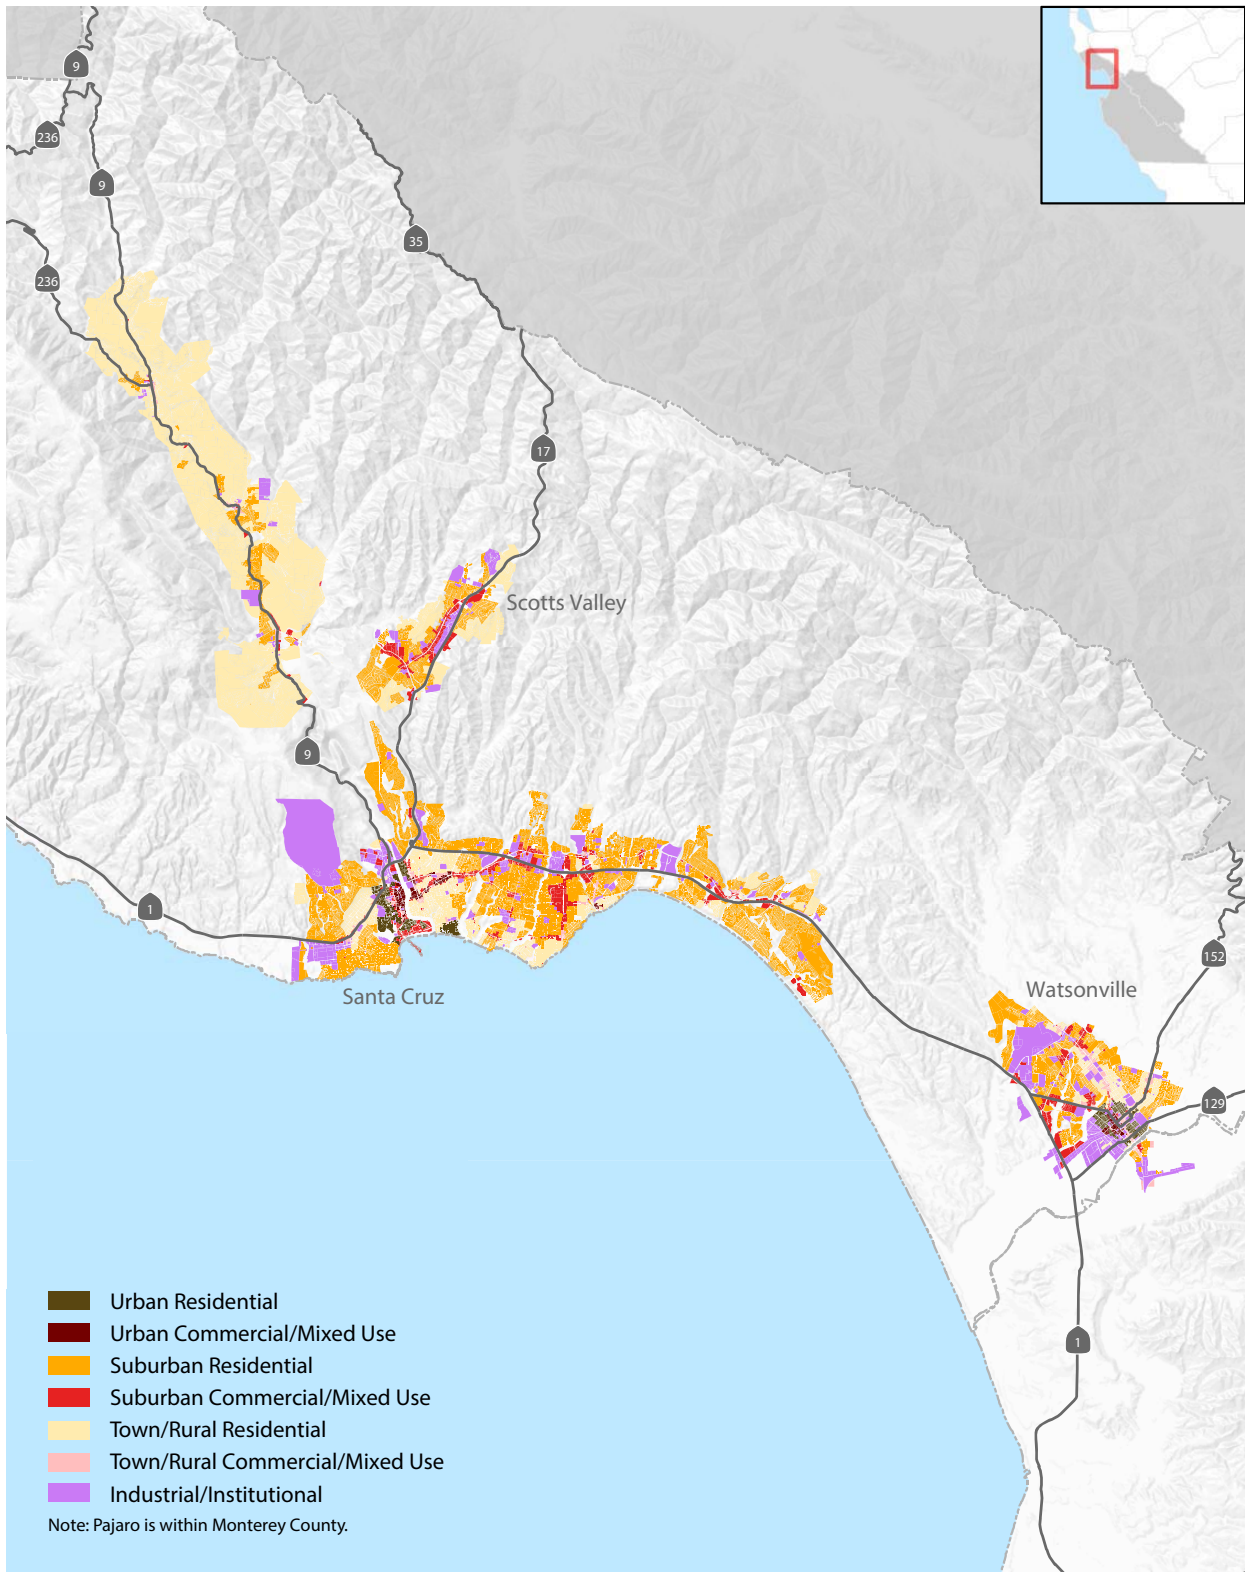 9
236
9
35
236
17
Scotts Valley
9
1
152
Santa Cruz
Watsonville
129
Urban Residential
Urban Commercial/Mixed Use
Suburban Residential
1
Suburban Commercial/Mixed Use
Town/Rural Residential
Town/Rural Commercial/Mixed Use
Industrial/Institutional
Note: Pajaro is within Monterey County.